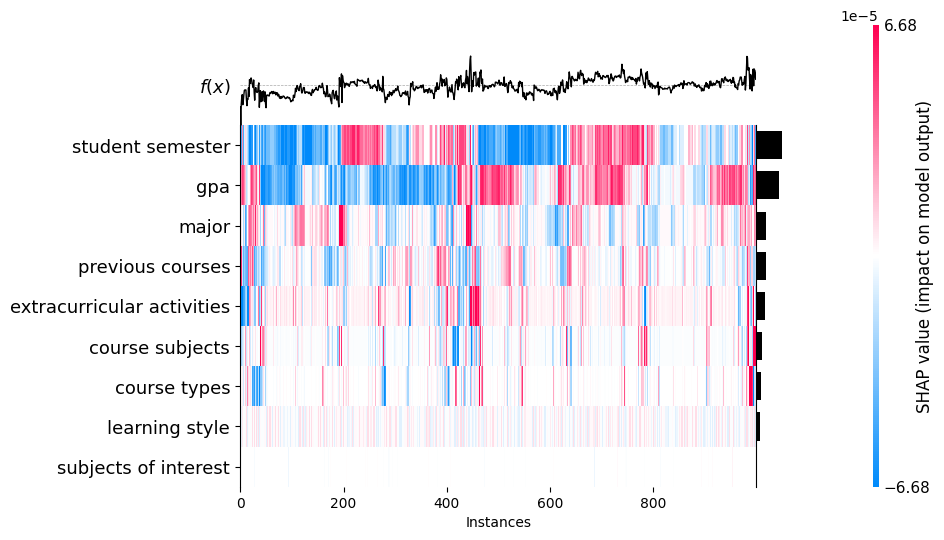 1e−5
6.68
f(x)
student semester
gpa
major
previous courses
extracurricular activities
course subjects
course types
learning style
subjects of interest
0
200
400
600
800
Instances
−6.68
SHAP value (impact on model output)